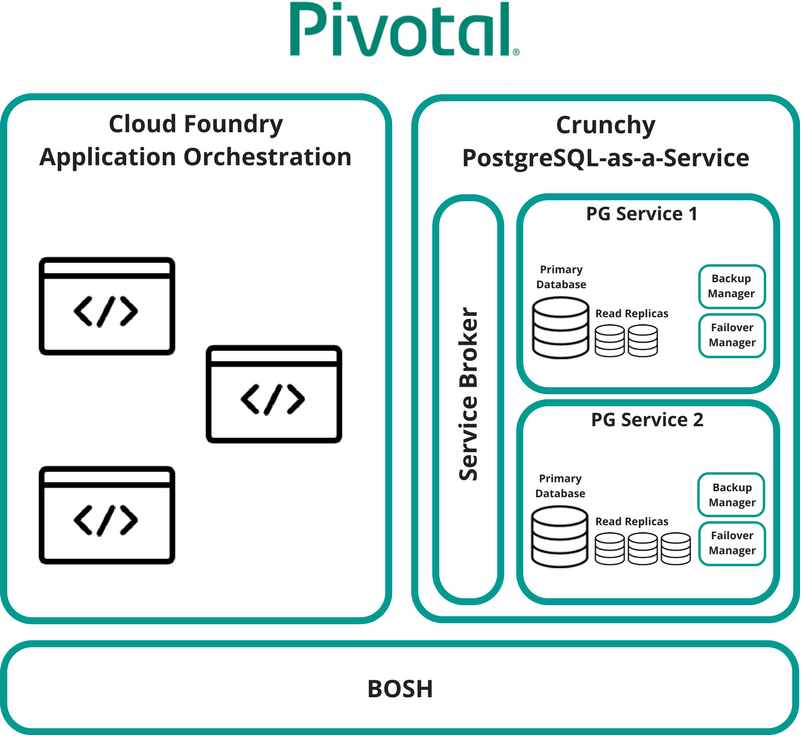 Pivotal®
Cloud Foundry
Application Orchestration
</>
</>
</>
Crunchy
PostgreSQL-as-a-Service
Service Broker
PG Service 1
Primary
Database
Read Replicas
Backup
Manager
Failover
Manager
PG Service 2
Primary
Database
Read Replicas
Backup
Manager
Failover
Manager
BOSH